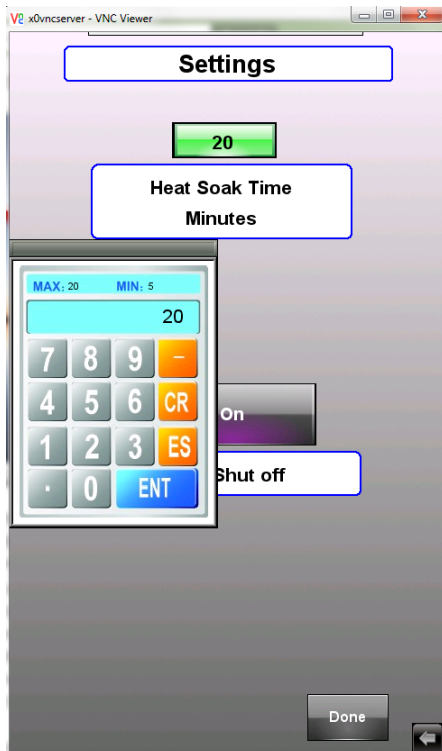 x0vncserver - VNC Viewer
Settings
20
Heat Soak Time
Minutes
MAX: 20 MIN: 5
20
7 8 9 -
4 5 6 CR
1 2 3 ES
. 0 ENT
On
Shut off
Done